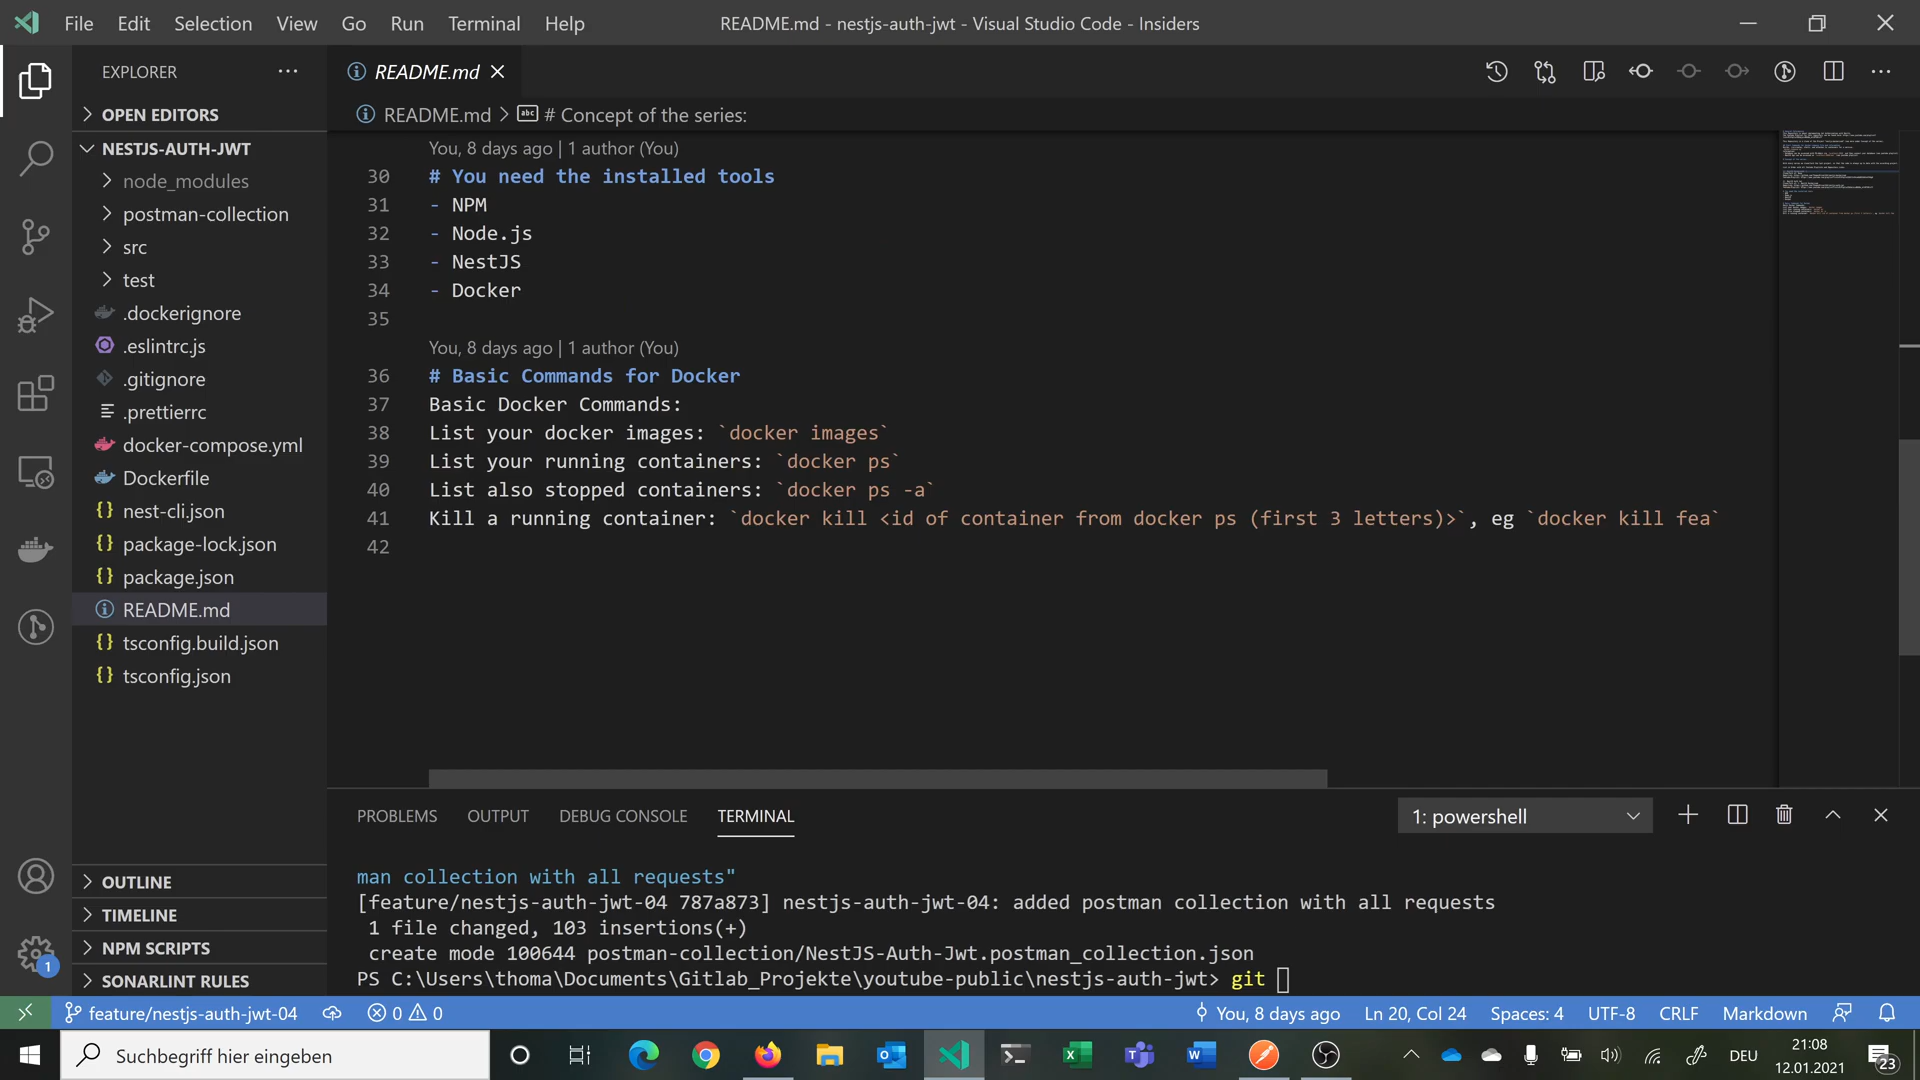 File Edit Selection View Go Run Terminal Help
README.md - nestjs-auth-jwt - Visual Studio Code - Insiders
EXPLORER
README.md
OPEN EDITORS
README.md > # Concept of the series:
NESTJS-AUTH-JWT
node_modules
postman-collection
src
test
.dockerignore
.eslintrc.js
.gitignore
.prettierrc
docker-compose.yml
Dockerfile
nest-cli.json
package-lock.json
package.json
README.md
tsconfig.build.json
tsconfig.json
OUTLINE
TIMELINE
NPM SCRIPTS
SONARLINT RULES
1
You, 8 days ago | 1 author (You)
30 # You need the installed tools
31 - NPM
32 - Node.js
33 - NestJS
34 - Docker
35
You, 8 days ago | 1 author (You)
36 # Basic Commands for Docker
37 Basic Docker Commands:
38 List your docker images: `docker images`
39 List your running containers: `docker ps`
40 List also stopped containers: `docker ps -a`
41 Kill a running container: `docker kill <id of container from docker ps (first 3 letters)>`, eg `docker kill fea`
42
PROBLEMS OUTPUT DEBUG CONSOLE TERMINAL
1: powershell
man collection with all requests"
[feature/nestjs-auth-jwt-04 787a873] nestjs-auth-jwt-04: added postman collection with all requests
1 file changed, 103 insertions(+)
create mode 100644 postman-collection/NestJS-Auth-Jwt.postman_collection.json
PS C:\Users\thoma\Documents\Gitlab_Projekte\youtube-public\nestjs-auth-jwt> git
feature/nestjs-auth-jwt-04 0 0 You, 8 days ago Ln 20, Col 24 Spaces: 4 UTF-8 CRLF Markdown
Suchbegriff hier eingeben
DEU
21:08
12.01.2021
23